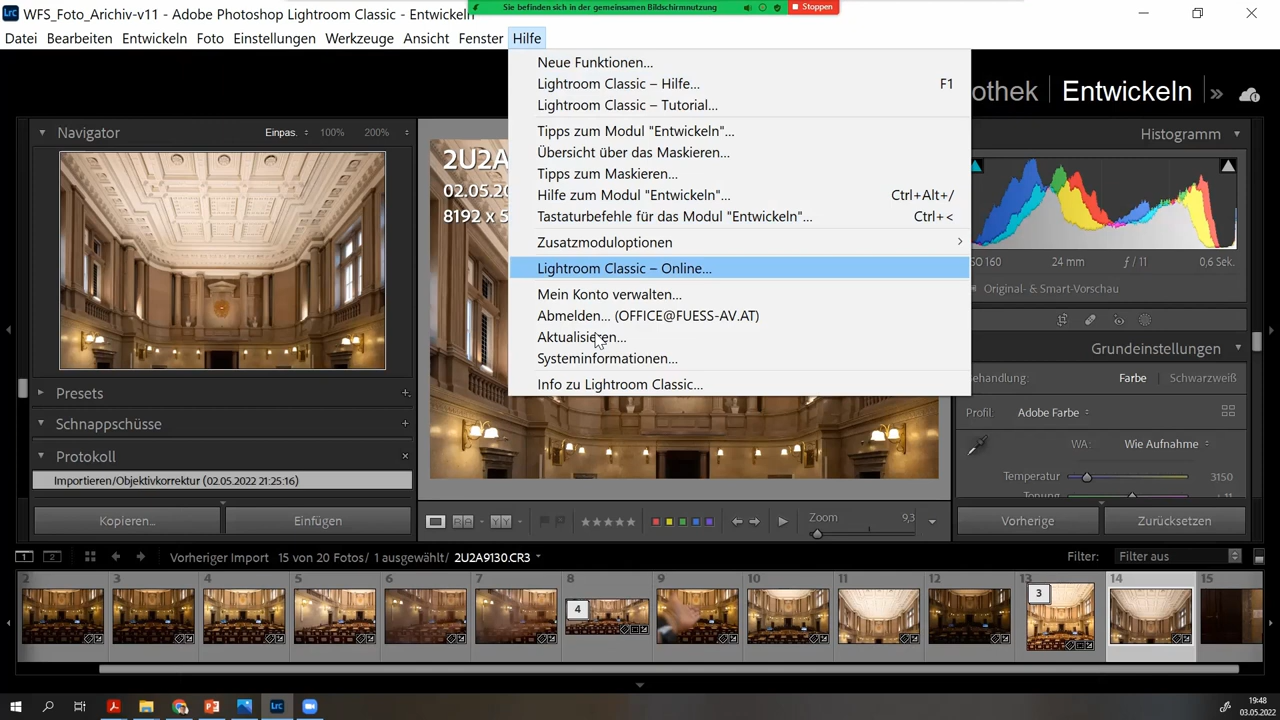 WFS_Foto_Arichiv-v11 - Adobe Photoshop Lightroom Classic - Entwickeln
Sie befinden sich in der gemeinsamen Bildschirmnutzung
Stoppen
Datei Bearbeiten Entwickeln Foto Einstellungen Werkzeuge Ansicht Fenster Hilfe
Neue Funktionen...
Lightroom Classic – Hilfe... F1
Lightroom Classic – Tutorial...
Tipps zum Modul "Entwickeln"...
Übersicht über das Maskieren...
Tipps zum Maskieren...
Hilfe zum Modul "Entwickeln"... Ctrl+Alt+/
Tastaturbefehle für das Modul "Entwickeln"... Ctrl+<
Zusatzmoduloptionen
Lightroom Classic – Online...
Mein Konto verwalten...
Abmelden... (OFFICE@FUESS-AV.AT)
Aktualisieren...
Systeminformationen...
Info zu Lightroom Classic...
othek Entwickeln
Navigator Einpas. 100% 200%
2U2A
02.05.20
8192 x 5
Presets
Schnappschüsse
Protokoll
Importieren/Objektivkorrektur (02.05.2022 21:25:16)
Kopieren... Einfügen
Histogramm
ISO 160 24 mm ƒ / 11 0,6 Sek.
Original- & Smart-Vorschau
Grundeinstellungen
Behandlung: Farbe Schwarzweiß
Profil: Adobe Farbe
WA: Wie Aufnahme
Temperatur 3150
Vorherige Zurücksetzen
YY
Zoom 9,3
1 2 Vorheriger Import 15 von 20 Fotos/ 1 ausgewählt/ 2U2A9130.CR3
Filter: Filter aus
2 3 4 5 6 7 8 9 10 11 12 13 14 15
4
3
19:48
03.05.2022